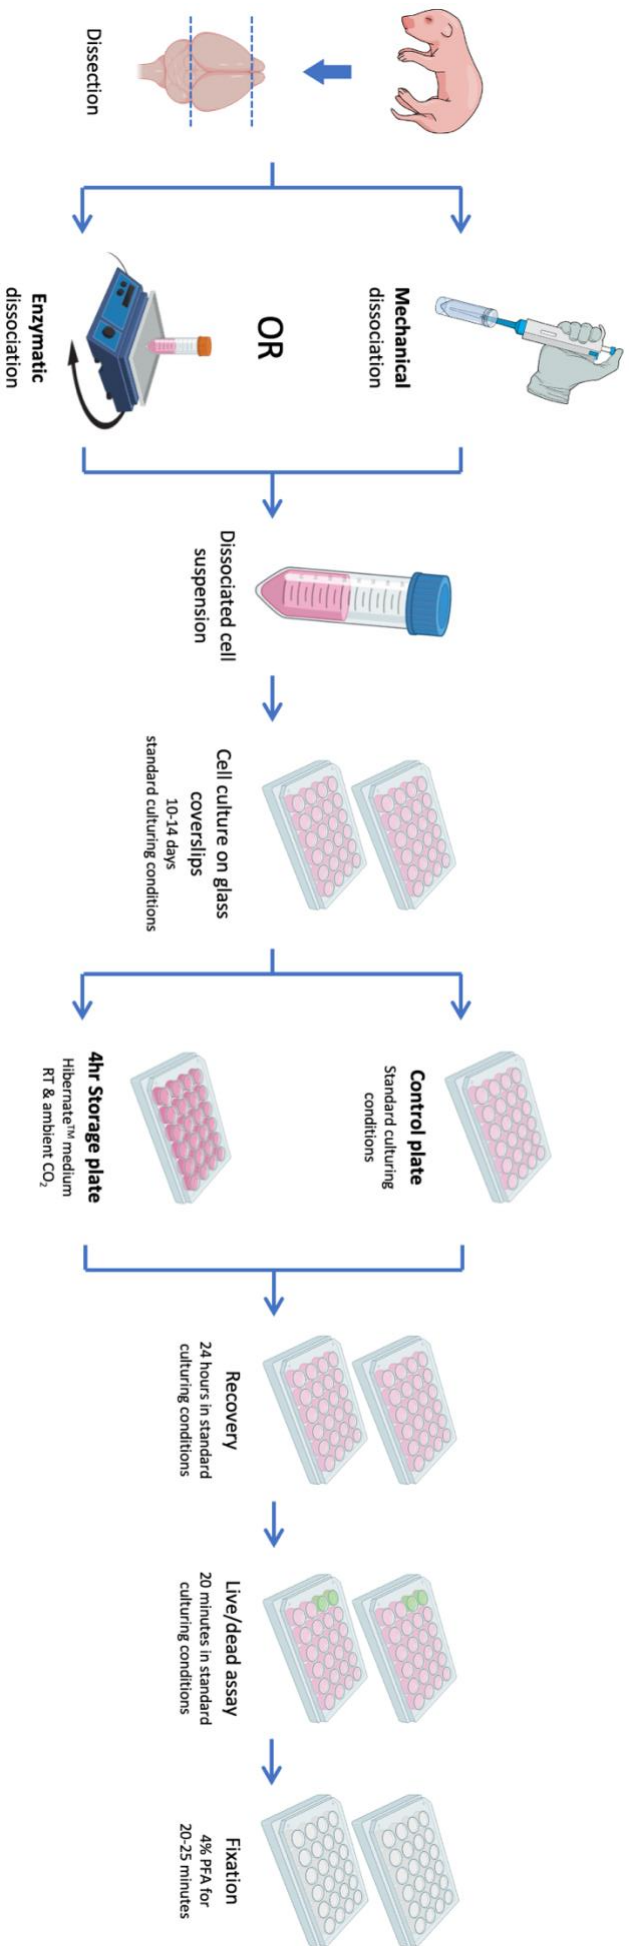 Dissection
Mechanical
dissociation
OR
Enzymatic
dissociation
Dissociated cell
suspension
Cell culture on glass
coverslips
10-14 days
standard culturing conditions
Control plate
Standard culturing
conditions
4hr Storage plate
Hibernate™ medium
RT & ambient CO₂
Recovery
24 hours in standard
culturing conditions
Live/dead assay
20 minutes in standard
culturing conditions
Fixation
4% PFA for
20-25 minutes